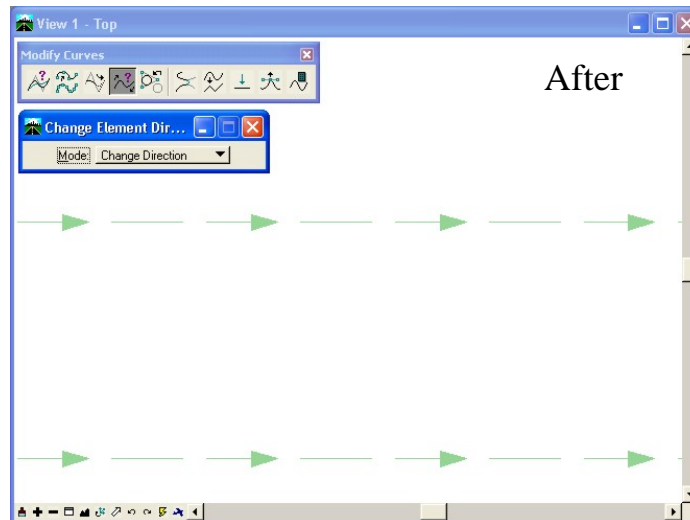 View 1 - Top
Modify Curves
After
Change Element Dir...
Mode: Change Direction